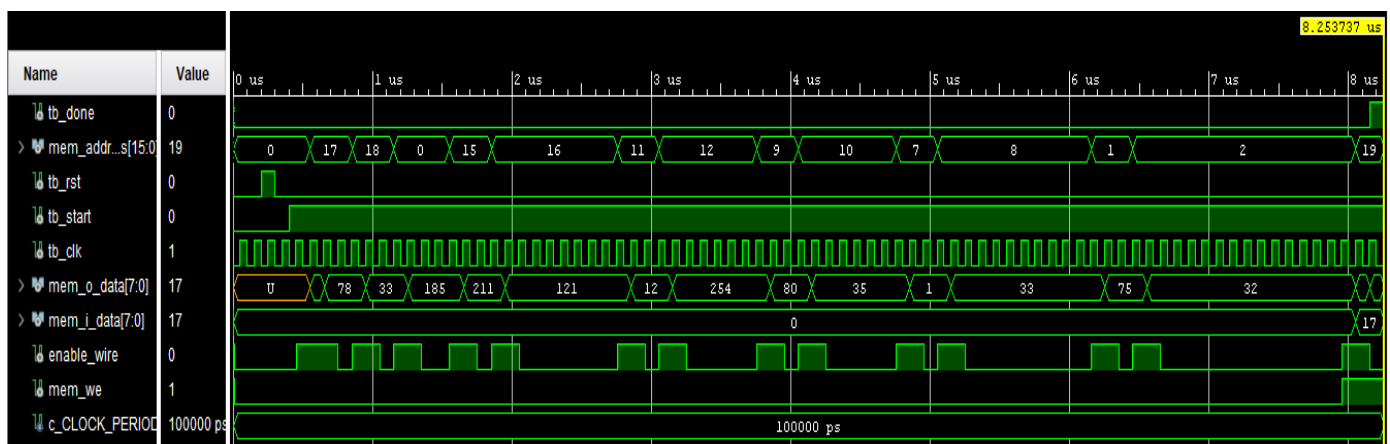 8.253737 us
Name Value |0 us |1 us |2 us |3 us |4 us |5 us |6 us |7 us |8 us
tb_done 0
mem_addr...s[15:0] 19 0 17 18 0 15 16 11 12 9 10 7 8 1 2 19
tb_rst 0
tb_start 0
tb_clk 1
mem_o_data[7:0] 17 U 78 33 185 211 121 12 254 80 35 1 33 75 32
mem_i_data[7:0] 17 0 17
enable_wire 0
mem_we 1
c_CLOCK_PERIOD 100000 ps 100000 ps